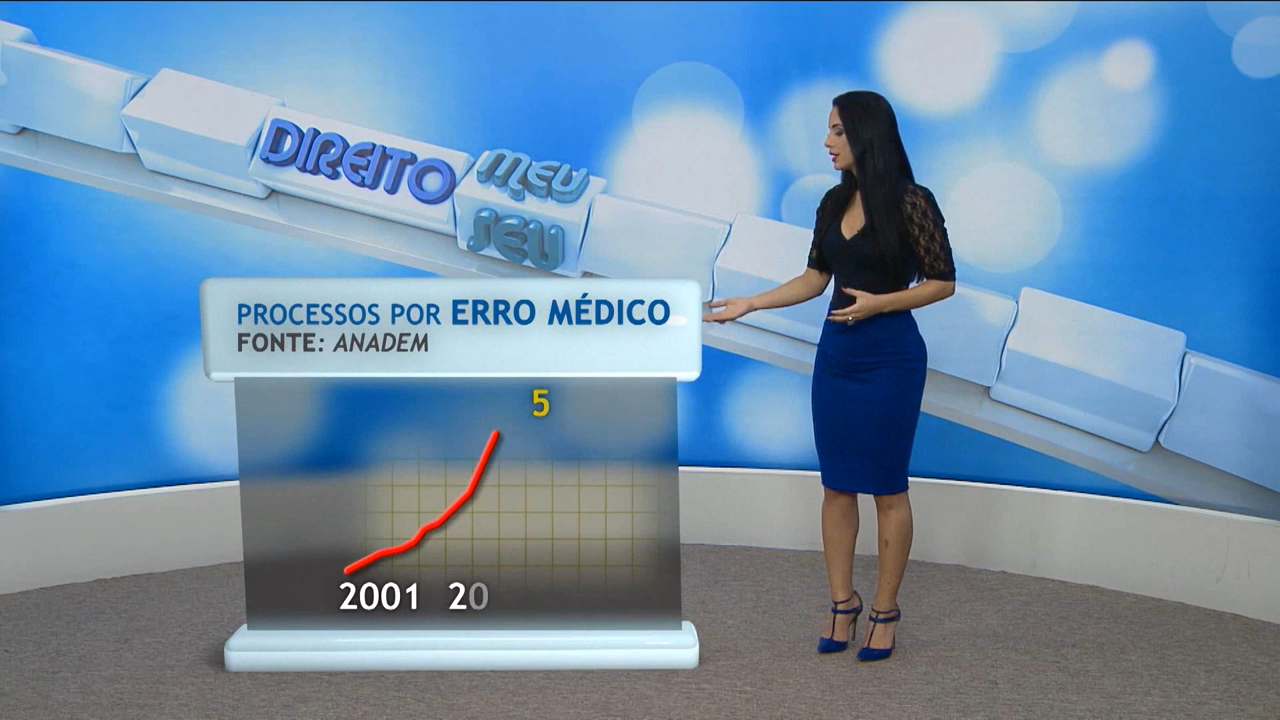 DIREITO
MEU
SEU
PROCESSOS POR ERRO MÉDICO
FONTE: ANADEM
5
2001 20